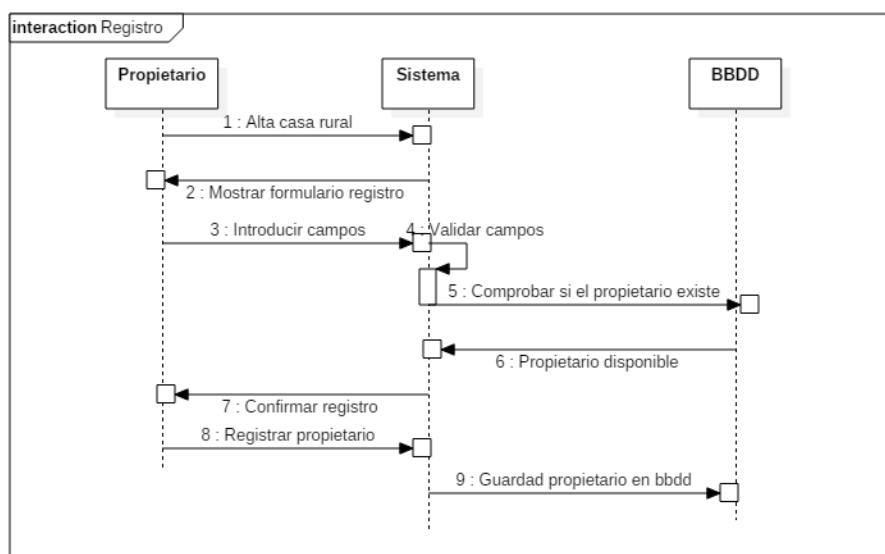 interaction Registro
Propietario
Sistema
BBDD
1 : Alta casa rural
2 : Mostrar formulario registro
3 : Introducir campos
4 : Validar campos
5 : Comprobar si el propietario existe
6 : Propietario disponible
7 : Confirmar registro
8 : Registrar propietario
9 : Guardad propietario en bbdd